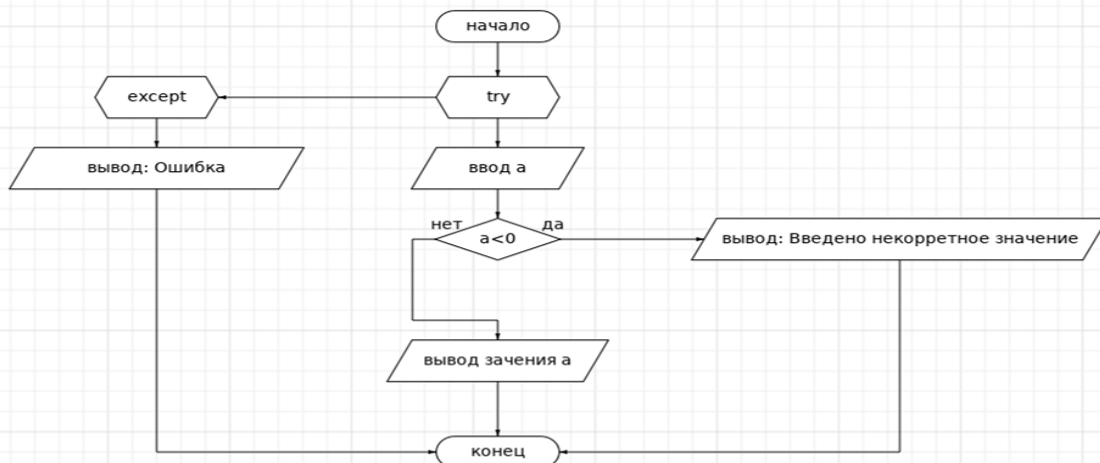 начало
except
try
вывод: Ошибка
ввод a
нет
да
a<0
вывод: Введено некорретное значение
вывод зачения a
конец